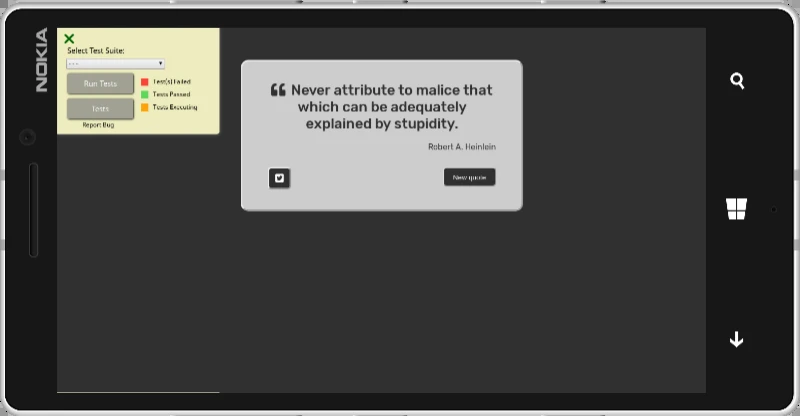 NOKIA
Select Test Suite:
- - -
Run Tests
Test(s) Failed
Tests Passed
Tests
Tests Executing
Report Bug
“ Never attribute to malice that
which can be adequately
explained by stupidity.
Robert A. Heinlein
New quote